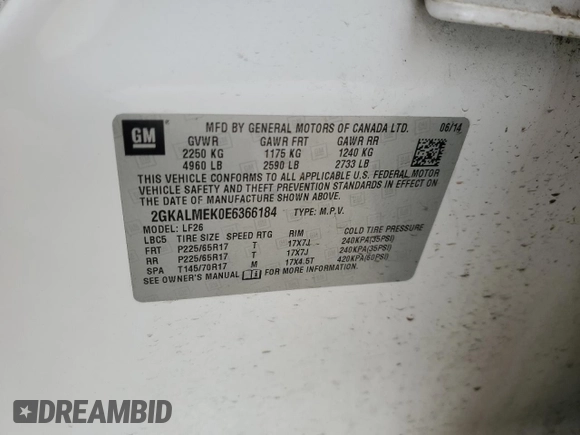 GM
MFD BY GENERAL MOTORS OF CANADA LTD. 06/14
GVWR GAWR FRT GAWR RR
2250 KG 1175 KG 1240 KG
4960 LB 2590 LB 2733 LB
THIS VEHICLE CONFORMS TO ALL APPLICABLE U.S. FEDERAL MOTOR
VEHICLE SAFETY AND THEFT PREVENTION STANDARDS IN EFFECT ON
THE DATE OF MANUFACTURE SHOWN ABOVE.
2GKALMEK0E6366184 TYPE: M.P.V.
MODEL: LF26
LBC5 TIRE SIZE SPEED RTG RIM COLD TIRE PRESSURE
FRT P225/65R17 T 17X7J 240KPA(35PSI)
RR P225/65R17 T 17X7J 240KPA(35PSI)
SPA T145/70R17 M 17X4.5T 420KPA(60PSI)
SEE OWNER'S MANUAL FOR MORE INFORMATION.
DREAMBID